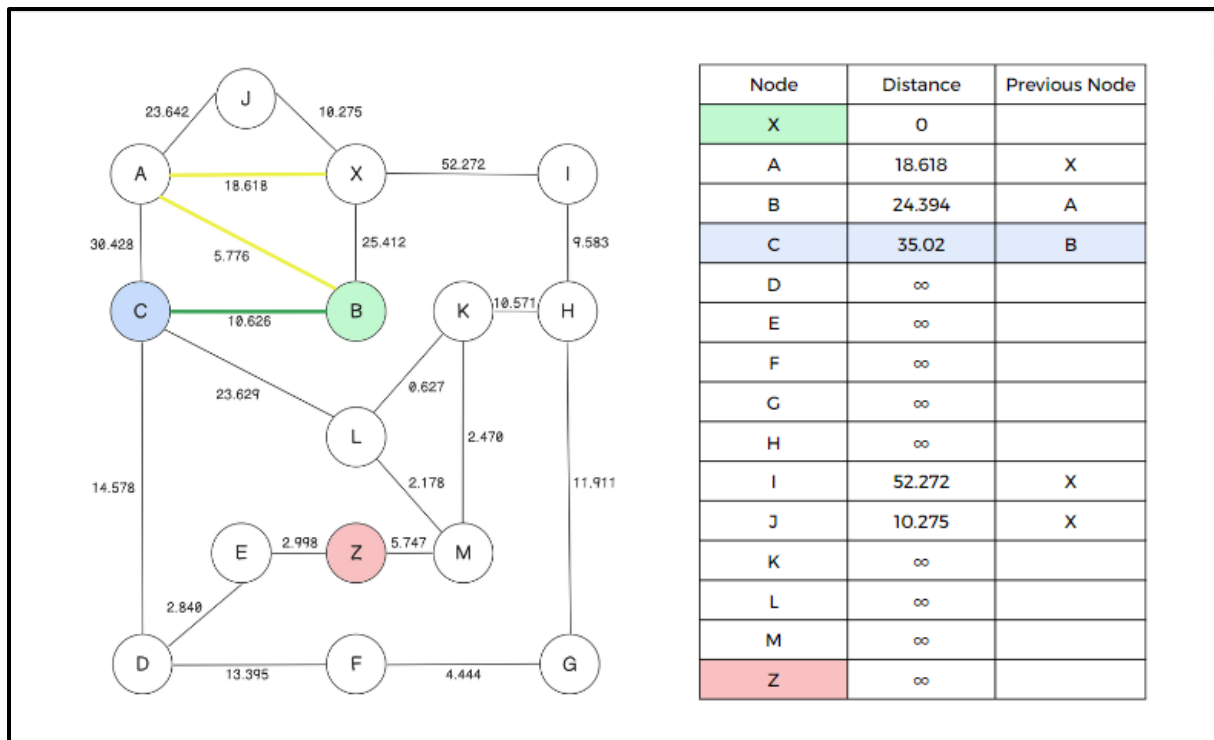 J
23.642
10.275
A
X
I
52.272
18.618
30.428
25.412
9.583
5.776
C
B
K
10.571
H
10.626
23.629
0.627
L
2.470
14.578
2.178
11.911
E
2.998
Z
5.747
M
2.840
D
F
G
13.395
4.444
Node Distance Previous Node
X 0
A 18.618 X
B 24.394 A
C 35.02 B
D ∞
E ∞
F ∞
G ∞
H ∞
I 52.272 X
J 10.275 X
K ∞
L ∞
M ∞
Z ∞